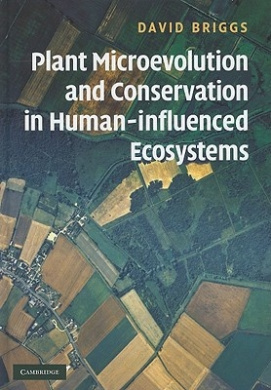 DAVID BRIGGS
Plant Microevolution
and Conservation
in Human-influenced
Ecosystems
CAMBRIDGE